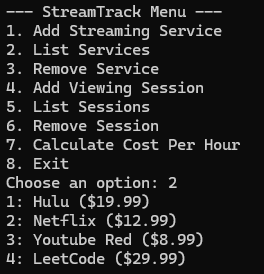 --- StreamTrack Menu ---
1. Add Streaming Service
2. List Services
3. Remove Service
4. Add Viewing Session
5. List Sessions
6. Remove Session
7. Calculate Cost Per Hour
8. Exit
Choose an option: 2
1: Hulu ($19.99)
2: Netflix ($12.99)
3: Youtube Red ($8.99)
4: LeetCode ($29.99)